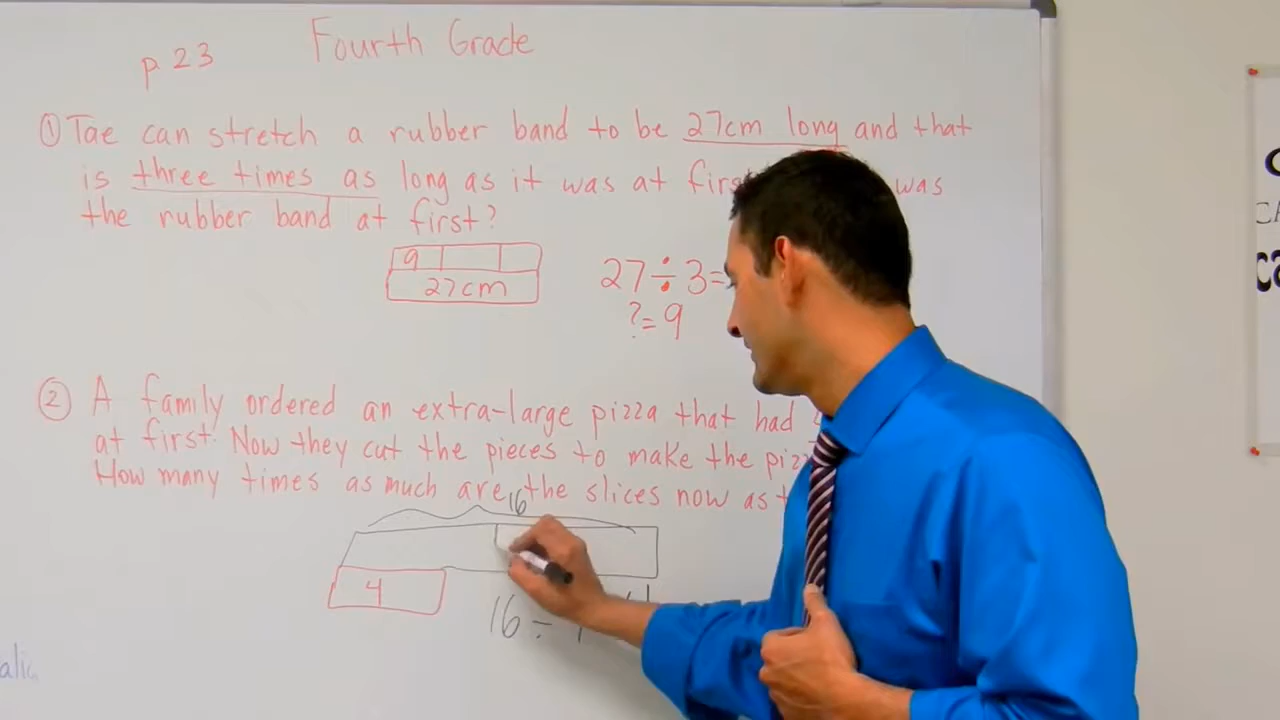 p 23
Fourth Grade
① Tae can stretch a rubber band to be 27cm long and that
is three times as long as it was at first was
the rubber band at first?
9
27cm
27÷3=
?=9
② A family ordered an extra-large pizza that had
at first. Now they cut the pieces to make the
How many times as much are the slices now as
16
4
16 ÷